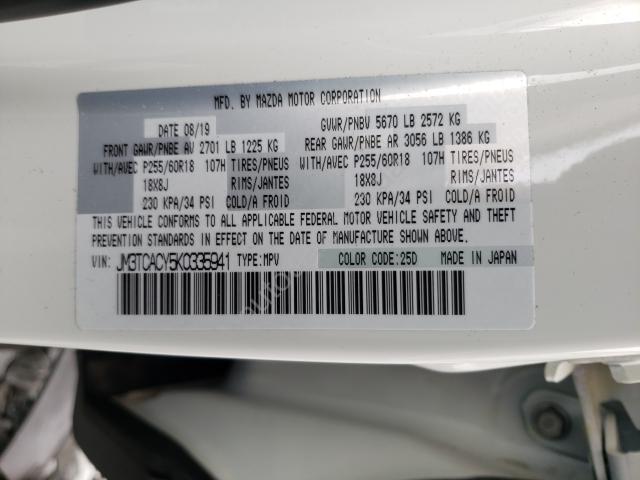 MFD. BY MAZDA MOTOR CORPORATION
DATE 08/19 GVWR/PNBV 5670 LB 2572 KG
FRONT GAWR/PNBE AV 2701 LB 1225 KG REAR GAWR/PNBE AR 3056 LB 1386 KG
WITH/AVEC P255/60R18 107H TIRES/PNEUS WITH/AVEC P255/60R18 107H TIRES/PNEUS
18X8J RIMS/JANTES 18X8J RIMS/JANTES
230 KPA/34 PSI COLD/A FROID 230 KPA/34 PSI COLD/A FROID
THIS VEHICLE CONFORMS TO ALL APPLICABLE FEDERAL MOTOR VEHICLE SAFETY AND THEFT
PREVENTION STANDARDS IN EFFECT ON THE DATE OF MANUFACTURE SHOWN ABOVE.
VIN: JM3TCACY5K0335941 TYPE:MPV COLOR CODE:25D MADE IN JAPAN